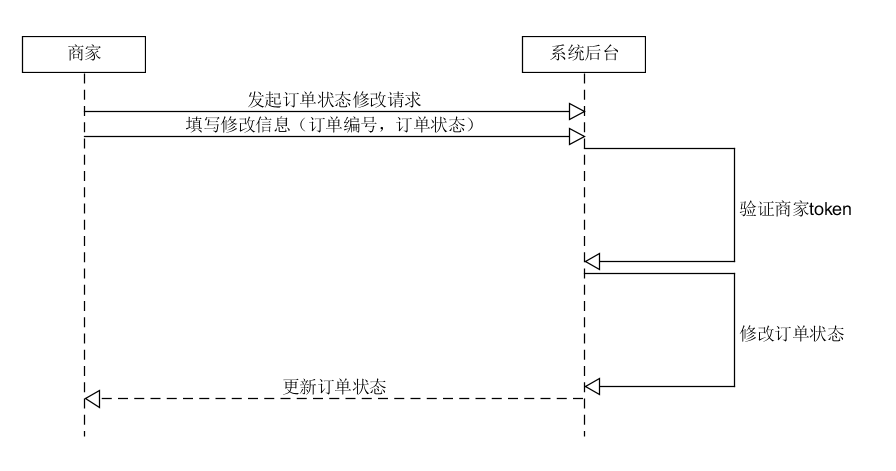 商家
系统后台
发起订单状态修改请求
填写修改信息（订单编号，订单状态）
验证商家token
修改订单状态
更新订单状态